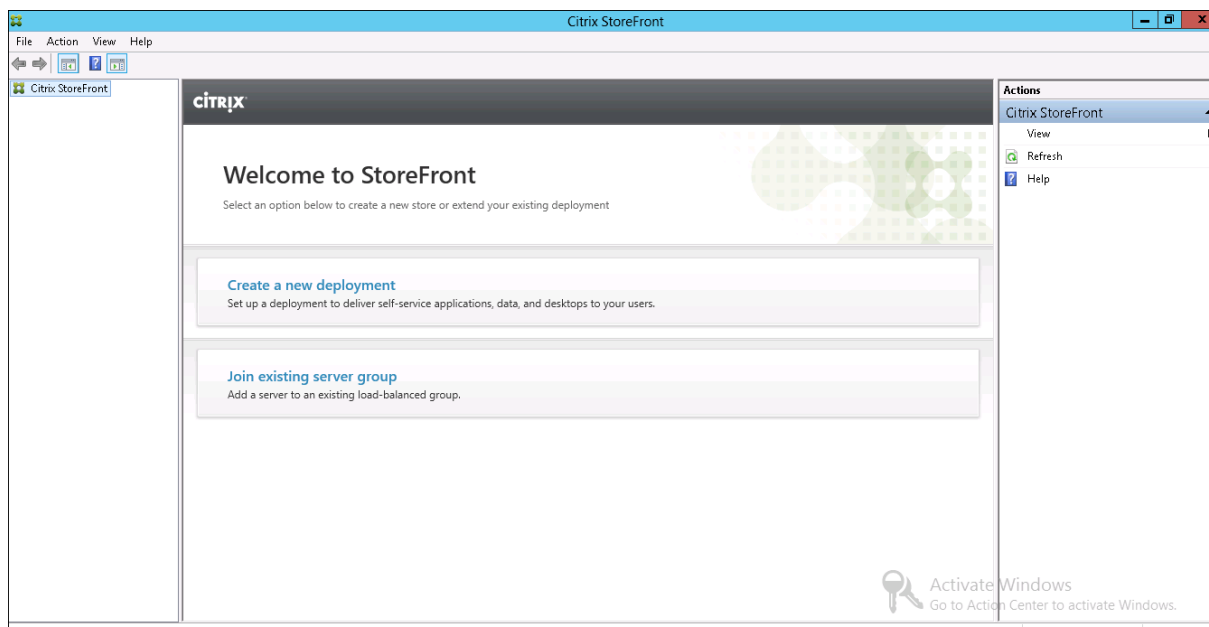 Citrix StoreFront
File Action View Help
Citrix StoreFront
CİTRIX
Welcome to StoreFront
Select an option below to create a new store or extend your existing deployment
Create a new deployment
Set up a deployment to deliver self-service applications, data, and desktops to your users.
Join existing server group
Add a server to an existing load-balanced group.
Actions
Citrix StoreFront
View
Refresh
Help
Activate Windows
Go to Action Center to activate Windows.